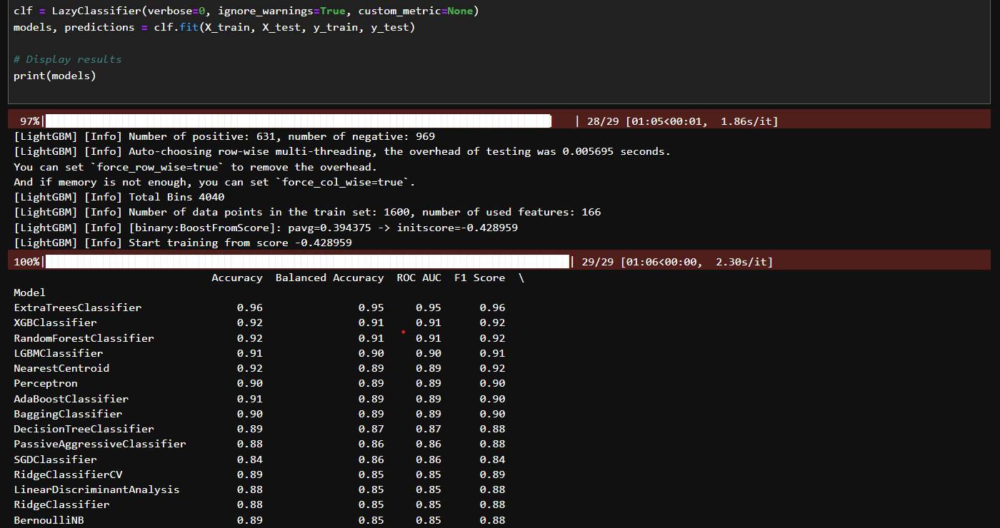 clf = LazyClassifier(verbose=0, ignore_warnings=True, custom_metric=None)
models, predictions = clf.fit(X_train, X_test, y_train, y_test)
# Display results
print(models)
97%| | 28/29 [01:05<00:01, 1.86s/it]
[LightGBM] [Info] Number of positive: 631, number of negative: 969
[LightGBM] [Info] Auto-choosing row-wise multi-threading, the overhead of testing was 0.005695 seconds.
You can set `force_row_wise=true` to remove the overhead.
And if memory is not enough, you can set `force_col_wise=true`.
[LightGBM] [Info] Total Bins 4040
[LightGBM] [Info] Number of data points in the train set: 1600, number of used features: 166
[LightGBM] [Info] [binary:BoostFromScore]: pavg=0.394375 -> initscore=-0.428959
[LightGBM] [Info] Start training from score -0.428959
100%| | 29/29 [01:06<00:00, 2.30s/it]
Accuracy Balanced Accuracy ROC AUC F1 Score \
Model
ExtraTreesClassifier 0.96 0.95 0.95 0.96
XGBClassifier 0.92 0.91 0.91 0.92
RandomForestClassifier 0.92 0.91 0.91 0.92
LGBMClassifier 0.91 0.90 0.90 0.91
NearestCentroid 0.92 0.89 0.89 0.92
Perceptron 0.90 0.89 0.89 0.90
AdaBoostClassifier 0.91 0.89 0.89 0.90
BaggingClassifier 0.90 0.89 0.89 0.90
DecisionTreeClassifier 0.89 0.87 0.87 0.88
PassiveAggressiveClassifier 0.88 0.86 0.86 0.88
SGDClassifier 0.84 0.86 0.86 0.84
RidgeClassifierCV 0.89 0.85 0.85 0.89
LinearDiscriminantAnalysis 0.88 0.85 0.85 0.88
RidgeClassifier 0.88 0.85 0.85 0.88
BernoulliNB 0.89 0.85 0.85 0.88